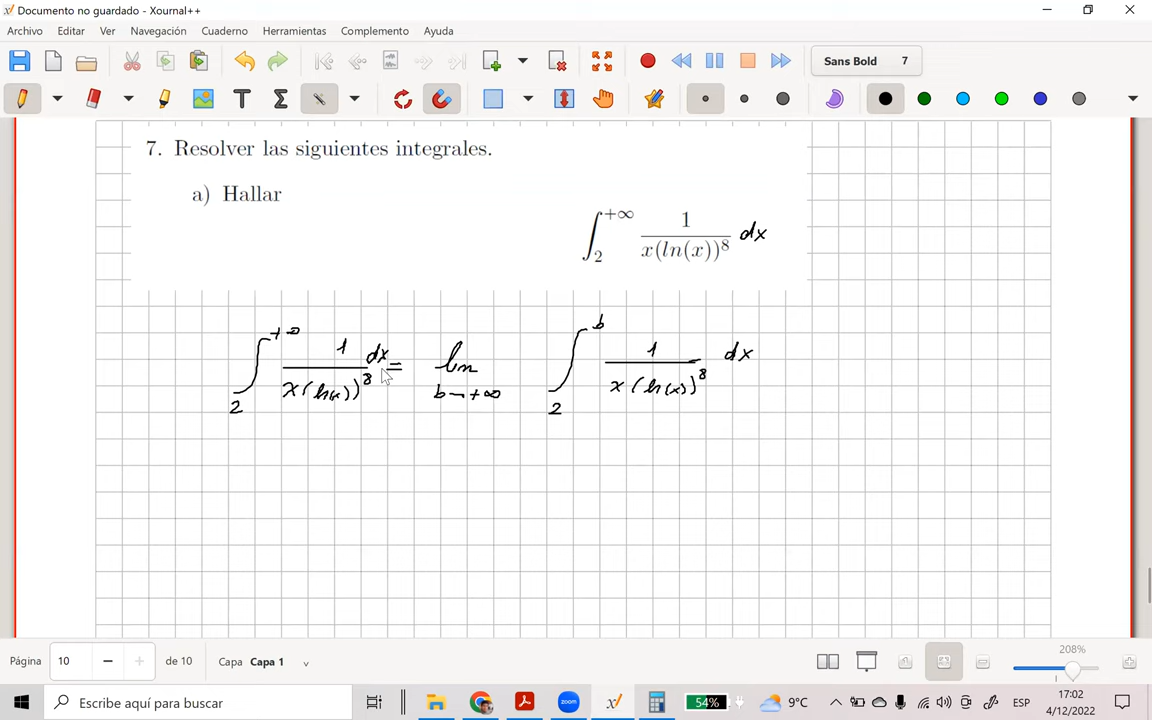 Documento no guardado - Xournal++
Archivo Editar Ver Navegación Cuaderno Herramientas Complemento Ayuda
Sans Bold 7
7. Resolver las siguientes integrales.
a) Hallar
∫_2^{+∞} 1/(x(ln(x))^8) dx
∫_2^{+∞} 1/(x(ln(x))^8) dx = lim_{b→+∞} ∫_2^b 1/(x(ln(x))^8) dx
Página 10 de 10 Capa Capa 1 208%
Escribe aquí para buscar zoom 54% 9°C ESP 17:02
4/12/2022